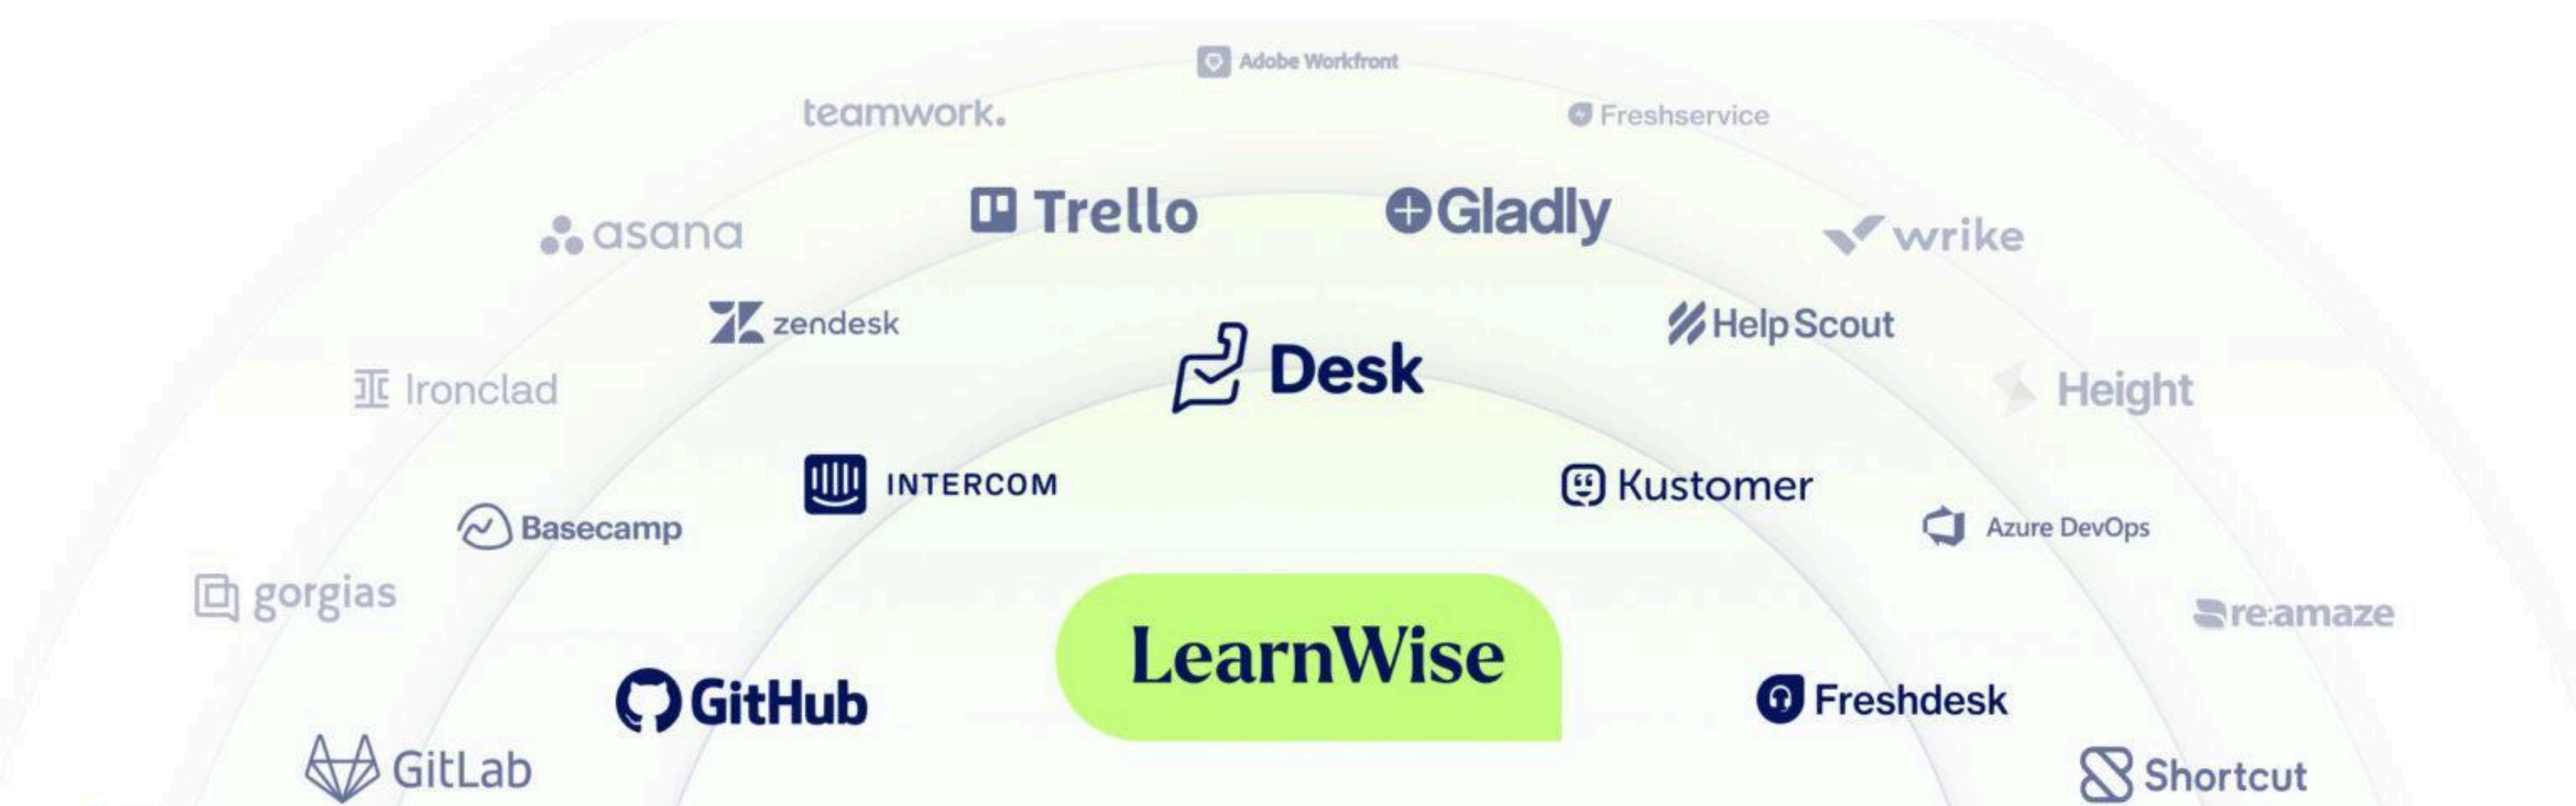 Adobe Workfront
teamwork.
Freshservice
Trello
Gladly
asana
wrike
zendesk
Help Scout
Desk
Ironclad
Height
INTERCOM
Kustomer
Basecamp
Azure DevOps
gorgias
re:amaze
LearnWise
GitHub
Freshdesk
GitLab
Shortcut